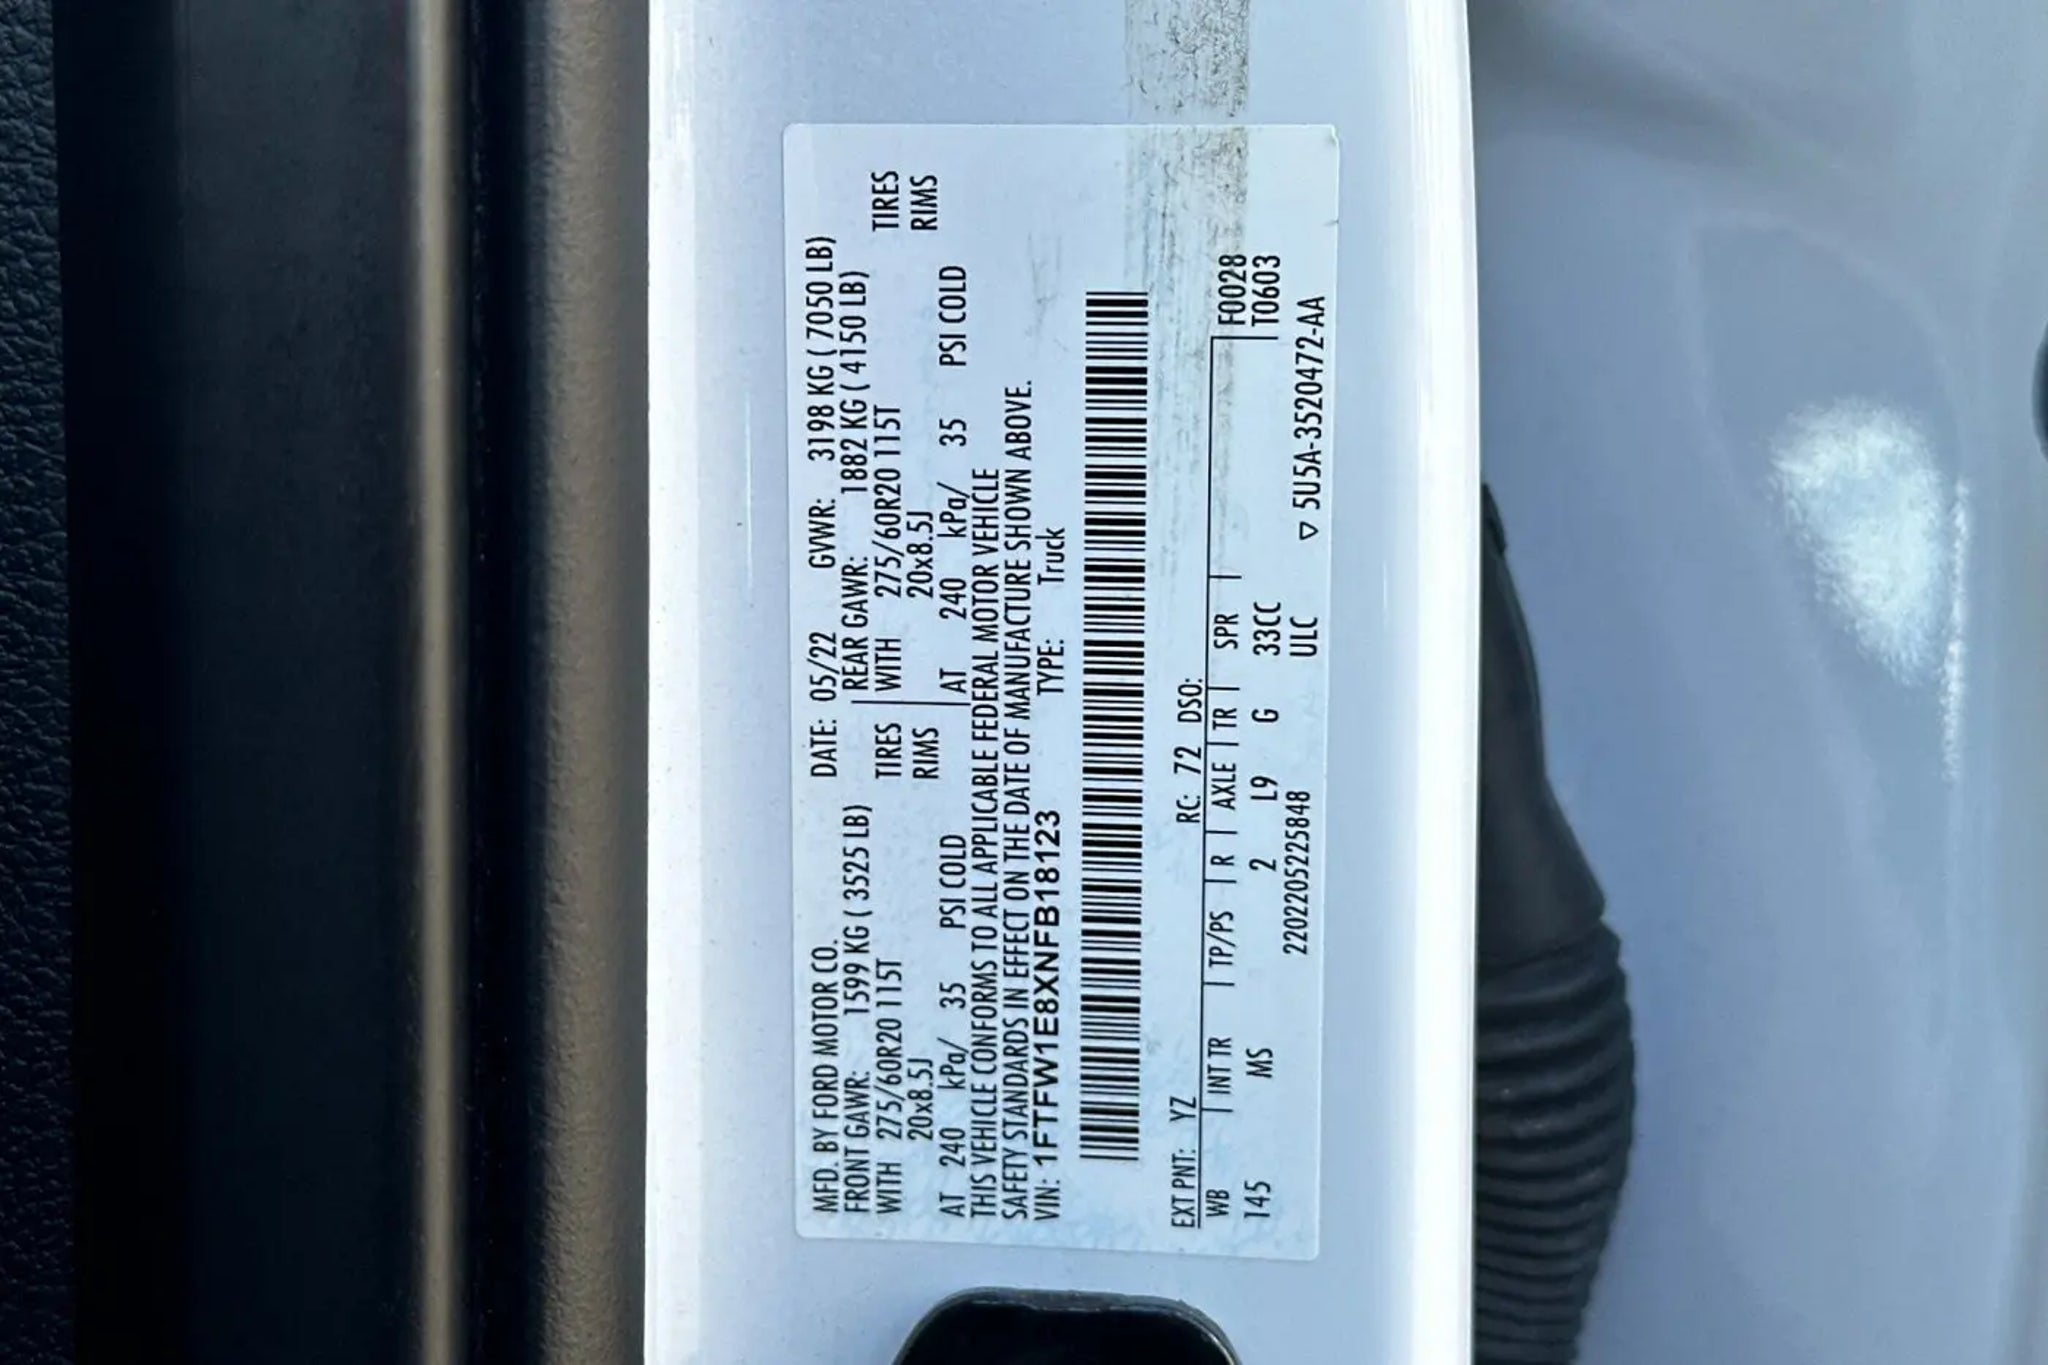 MFD. BY FORD MOTOR CO. DATE: 05/22 GVWR: 3198 KG ( 7050 LB)
FRONT GAWR: 1599 KG ( 3525 LB) REAR GAWR: 1882 KG ( 4150 LB)
WITH 275/60R20 115T TIRES WITH 275/60R20 115T TIRES
20x8.5J RIMS 20x8.5J RIMS
AT 240 kPa/ 35 PSI COLD AT 240 kPa/ 35 PSI COLD
THIS VEHICLE CONFORMS TO ALL APPLICABLE FEDERAL MOTOR VEHICLE
SAFETY STANDARDS IN EFFECT ON THE DATE OF MANUFACTURE SHOWN ABOVE.
VIN: 1FTFW1E8XNFB18123 TYPE: Truck
EXT PNT: YZ RC: 72 DSO:
WB INT TR TP/PS R AXLE TR SPR F0028
145 MS 2 L9 G 33CC T0603
2202205225848 ULC
▽ 5U5A-3520472-AA